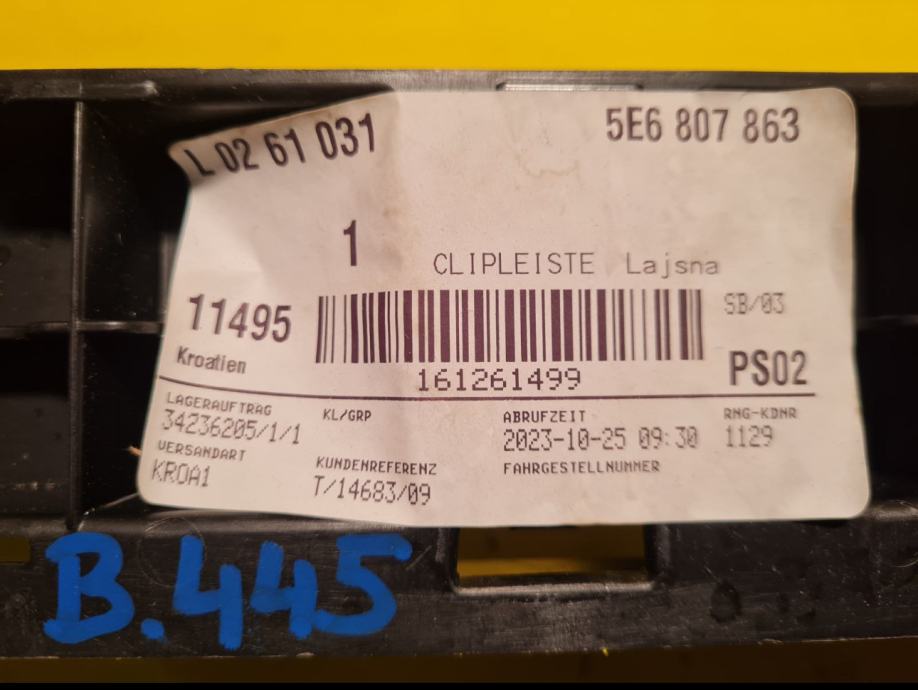 L 02 61 031
5E6 807 863
1
CLIPLEISTE Lajsna
11495
SB/03
Kroatien
161261499
PS02
LAGERAUFTRAG
34236205/1/1
KL/GRP
ABRUFZEIT
2023-10-25 09:30
RNG-KDNR
1129
VERSANDART
KROA1
KUNDENREFERENZ
T/14683/09
FAHRGESTELLNUMMER
B.445